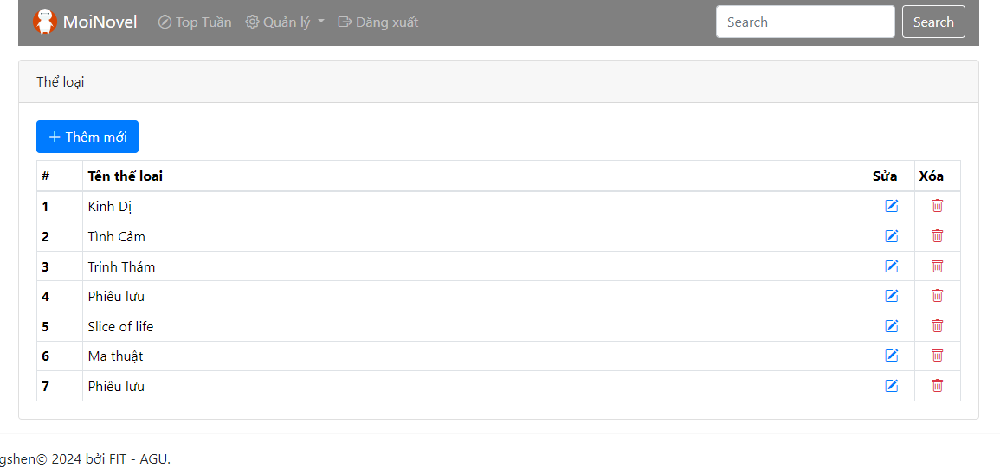 MoiNovel Top Tuần Quản lý Đăng xuất Search Search
Thể loại
+ Thêm mới
# Tên thể loai Sửa Xóa
1 Kinh Dị
2 Tình Cảm
3 Trinh Thám
4 Phiêu lưu
5 Slice of life
6 Ma thuật
7 Phiêu lưu
gshen© 2024 bởi FIT - AGU.